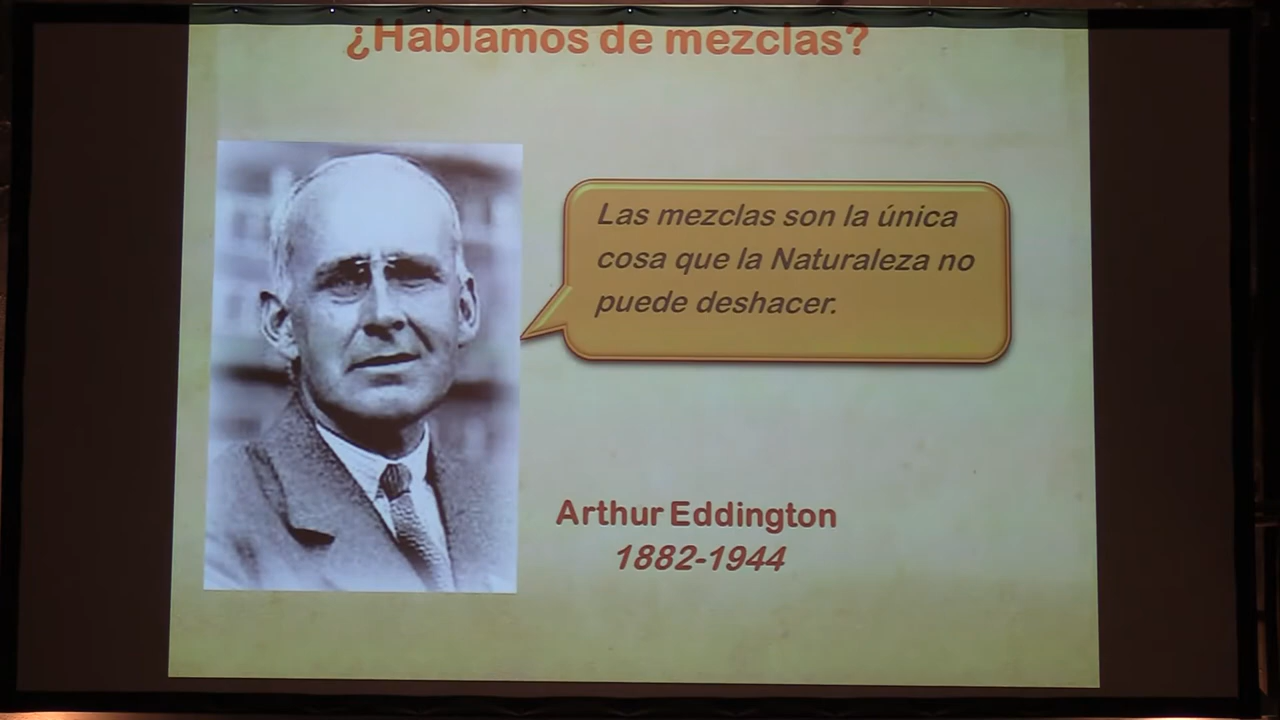 ¿Hablamos de mezclas?
Las mezclas son la única
cosa que la Naturaleza no
puede deshacer.
Arthur Eddington
1882-1944